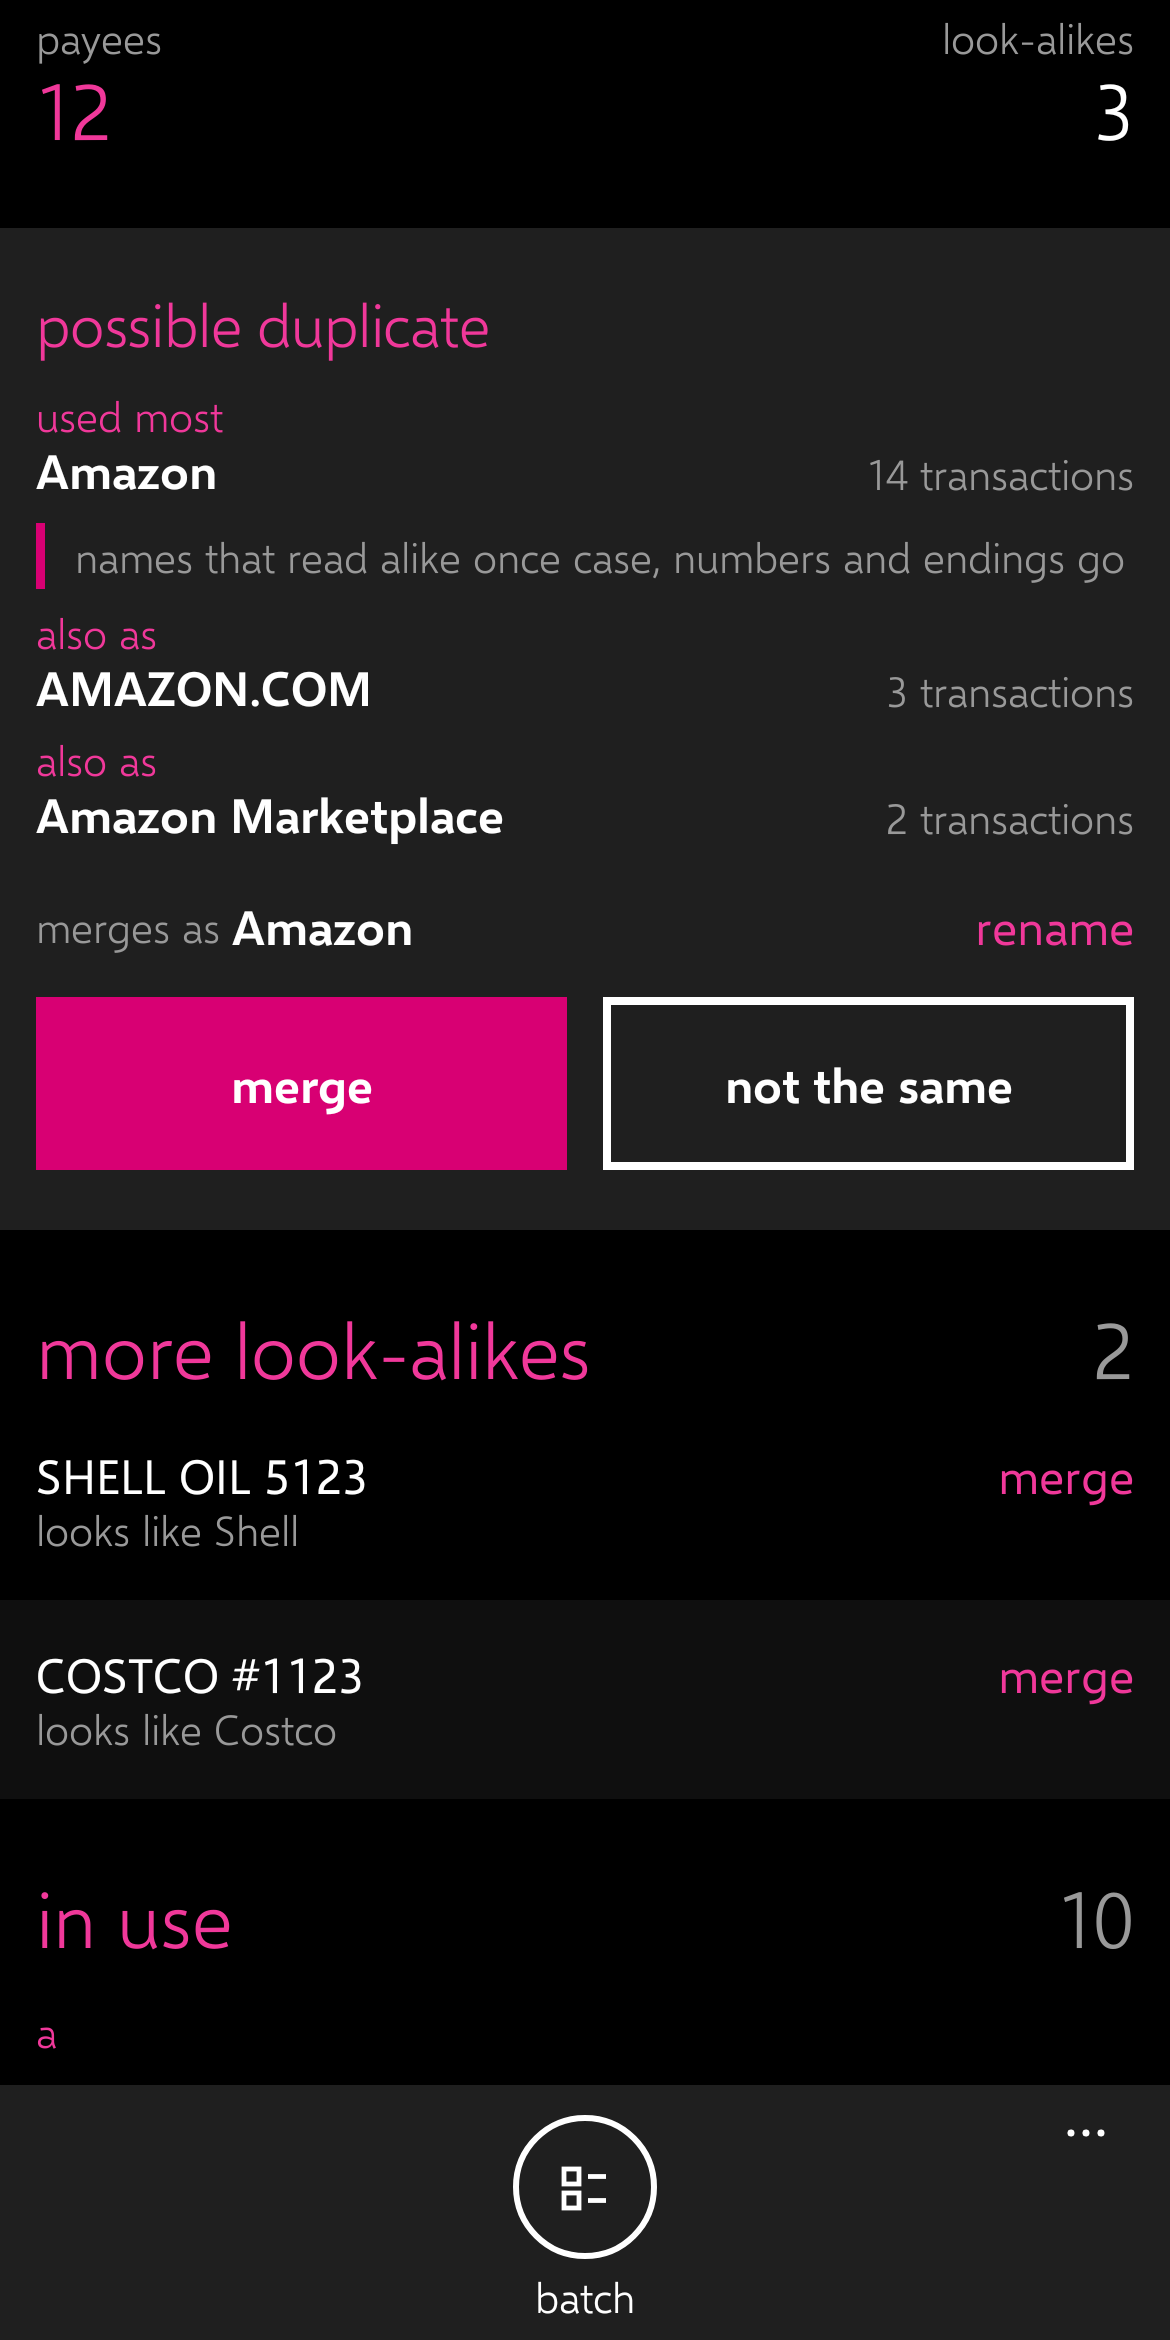 payees
look-alikes
12
3
possible duplicate
used most
Amazon
14 transactions
names that read alike once case, numbers and endings go
also as
AMAZON.COM
3 transactions
also as
Amazon Marketplace
2 transactions
merges as Amazon
rename
merge
not the same
more look-alikes
2
SHELL OIL 5123
merge
looks like Shell
COSTCO #1123
merge
looks like Costco
in use
10
a
...
batch